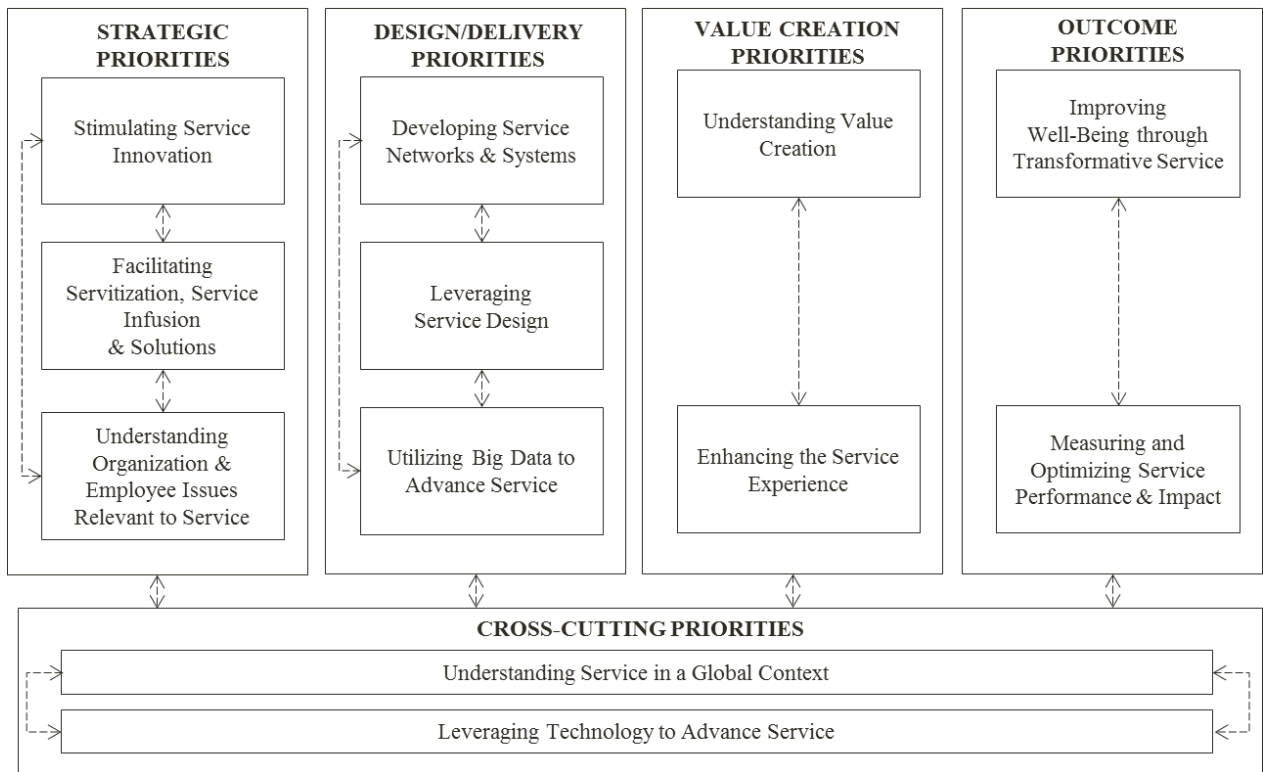 STRATEGIC
PRIORITIES
Stimulating Service
Innovation
Facilitating
Servitization, Service
Infusion
& Solutions
Understanding
Organization &
Employee Issues
Relevant to Service
DESIGN/DELIVERY
PRIORITIES
Developing Service
Networks & Systems
Leveraging
Service Design
Utilizing Big Data to
Advance Service
VALUE CREATION
PRIORITIES
Understanding Value
Creation
Enhancing the Service
Experience
OUTCOME
PRIORITIES
Improving
Well-Being through
Transformative Service
Measuring and
Optimizing Service
Performance & Impact
CROSS-CUTTING PRIORITIES
Understanding Service in a Global Context
Leveraging Technology to Advance Service